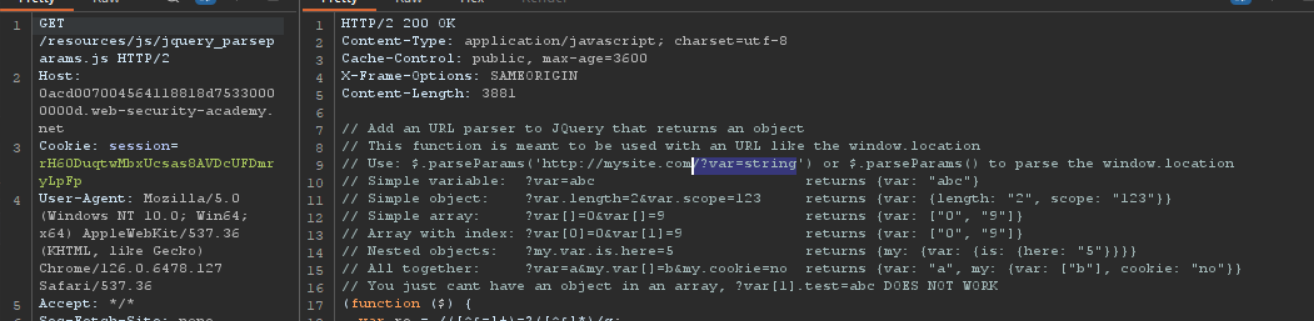 Pretty
Raw
Pretty
Raw
Hex
Render
1 GET
/resources/js/jquery_parsep
arams.js HTTP/2
2 Host:
0acd007004564118818d7533000
0000d.web-security-academy.
net
3 Cookie: session=
rH60DuqtwMbxUcsas8AVDcUFDmr
yLpFp
4 User-Agent: Mozilla/5.0
(Windows NT 10.0; Win64;
x64) AppleWebKit/537.36
(KHTML, like Gecko)
Chrome/126.0.6478.127
Safari/537.36
5 Accept: */*
6 Sec-Fetch-Site: none
1 HTTP/2 200 OK
2 Content-Type: application/javascript; charset=utf-8
3 Cache-Control: public, max-age=3600
4 X-Frame-Options: SAMEORIGIN
5 Content-Length: 3881
6
7 // Add an URL parser to JQuery that returns an object
8 // This function is meant to be used with an URL like the window.location
9 // Use: $.parseParams('http://mysite.com/?var=string') or $.parseParams() to parse the window.location
10 // Simple variable:  ?var=abc                        returns {var: "abc"}
11 // Simple object:    ?var.length=2&var.scope=123     returns {var: {length: "2", scope: "123"}}
12 // Simple array:     ?var[]=0&var[]=9                returns {var: ["0", "9"]}
13 // Array with index: ?var[0]=0&var[1]=9              returns {var: ["0", "9"]}
14 // Nested objects:   ?my.var.is.here=5               returns {my: {var: {is: {here: "5"}}}}
15 // All together:     ?var=a&my.var[]=b&my.cookie=no  returns {var: "a", my: {var: ["b"], cookie: "no"}}
16 // You just cant have an object in an array, ?var[1].test=abc DOES NOT WORK
17 (function ($) {